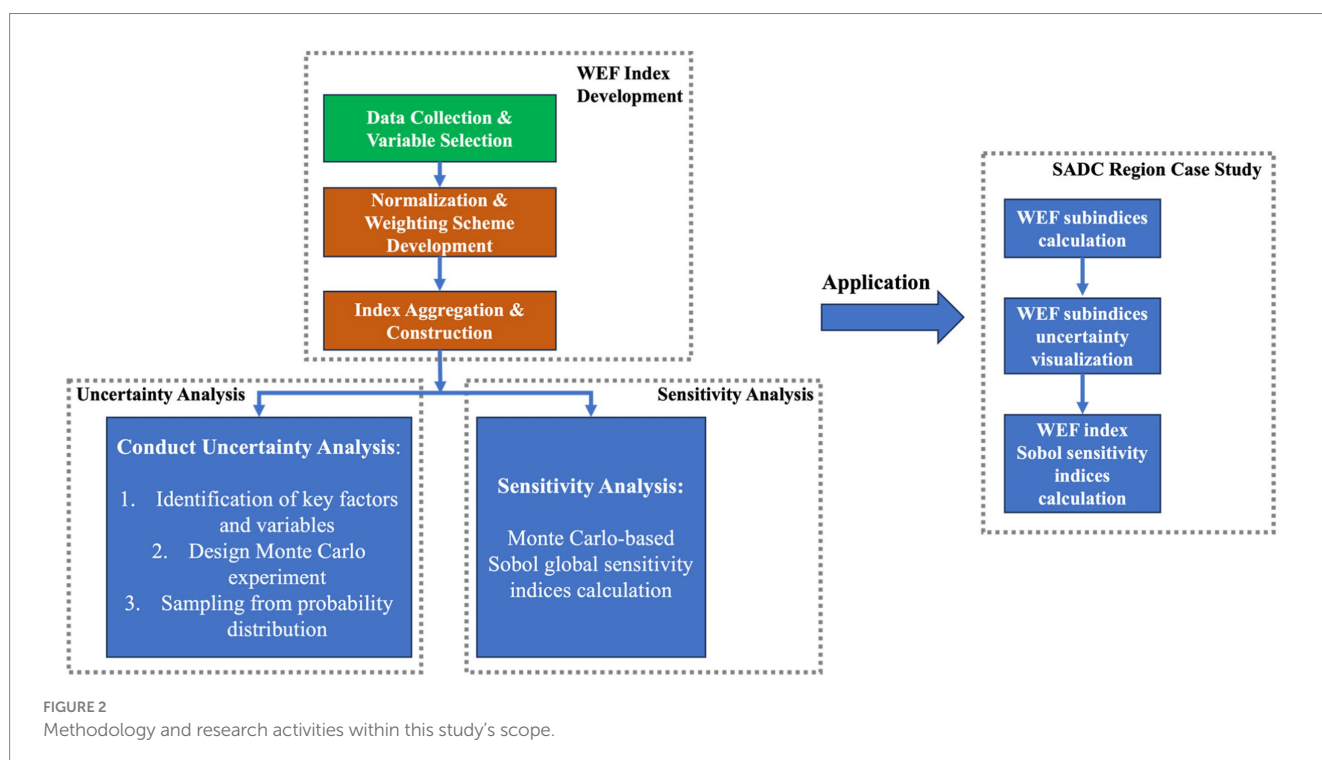 WEF Index
Development
Data Collection &
Variable Selection
Normalization &
Weighting Scheme
Development
Index Aggregation &
Construction
Uncertainty Analysis
Conduct Uncertainty Analysis:
1. Identification of key factors
and variables
2. Design Monte Carlo
experiment
3. Sampling from probability
distribution
Sensitivity Analysis
Sensitivity Analysis:
Monte Carlo-based
Sobol global sensitivity
indices calculation
Application
SADC Region Case Study
WEF subindices
calculation
WEF subindices
uncertainty
visualization
WEF index
Sobol sensitivity
indices
calculation
FIGURE 2
Methodology and research activities within this study’s scope.